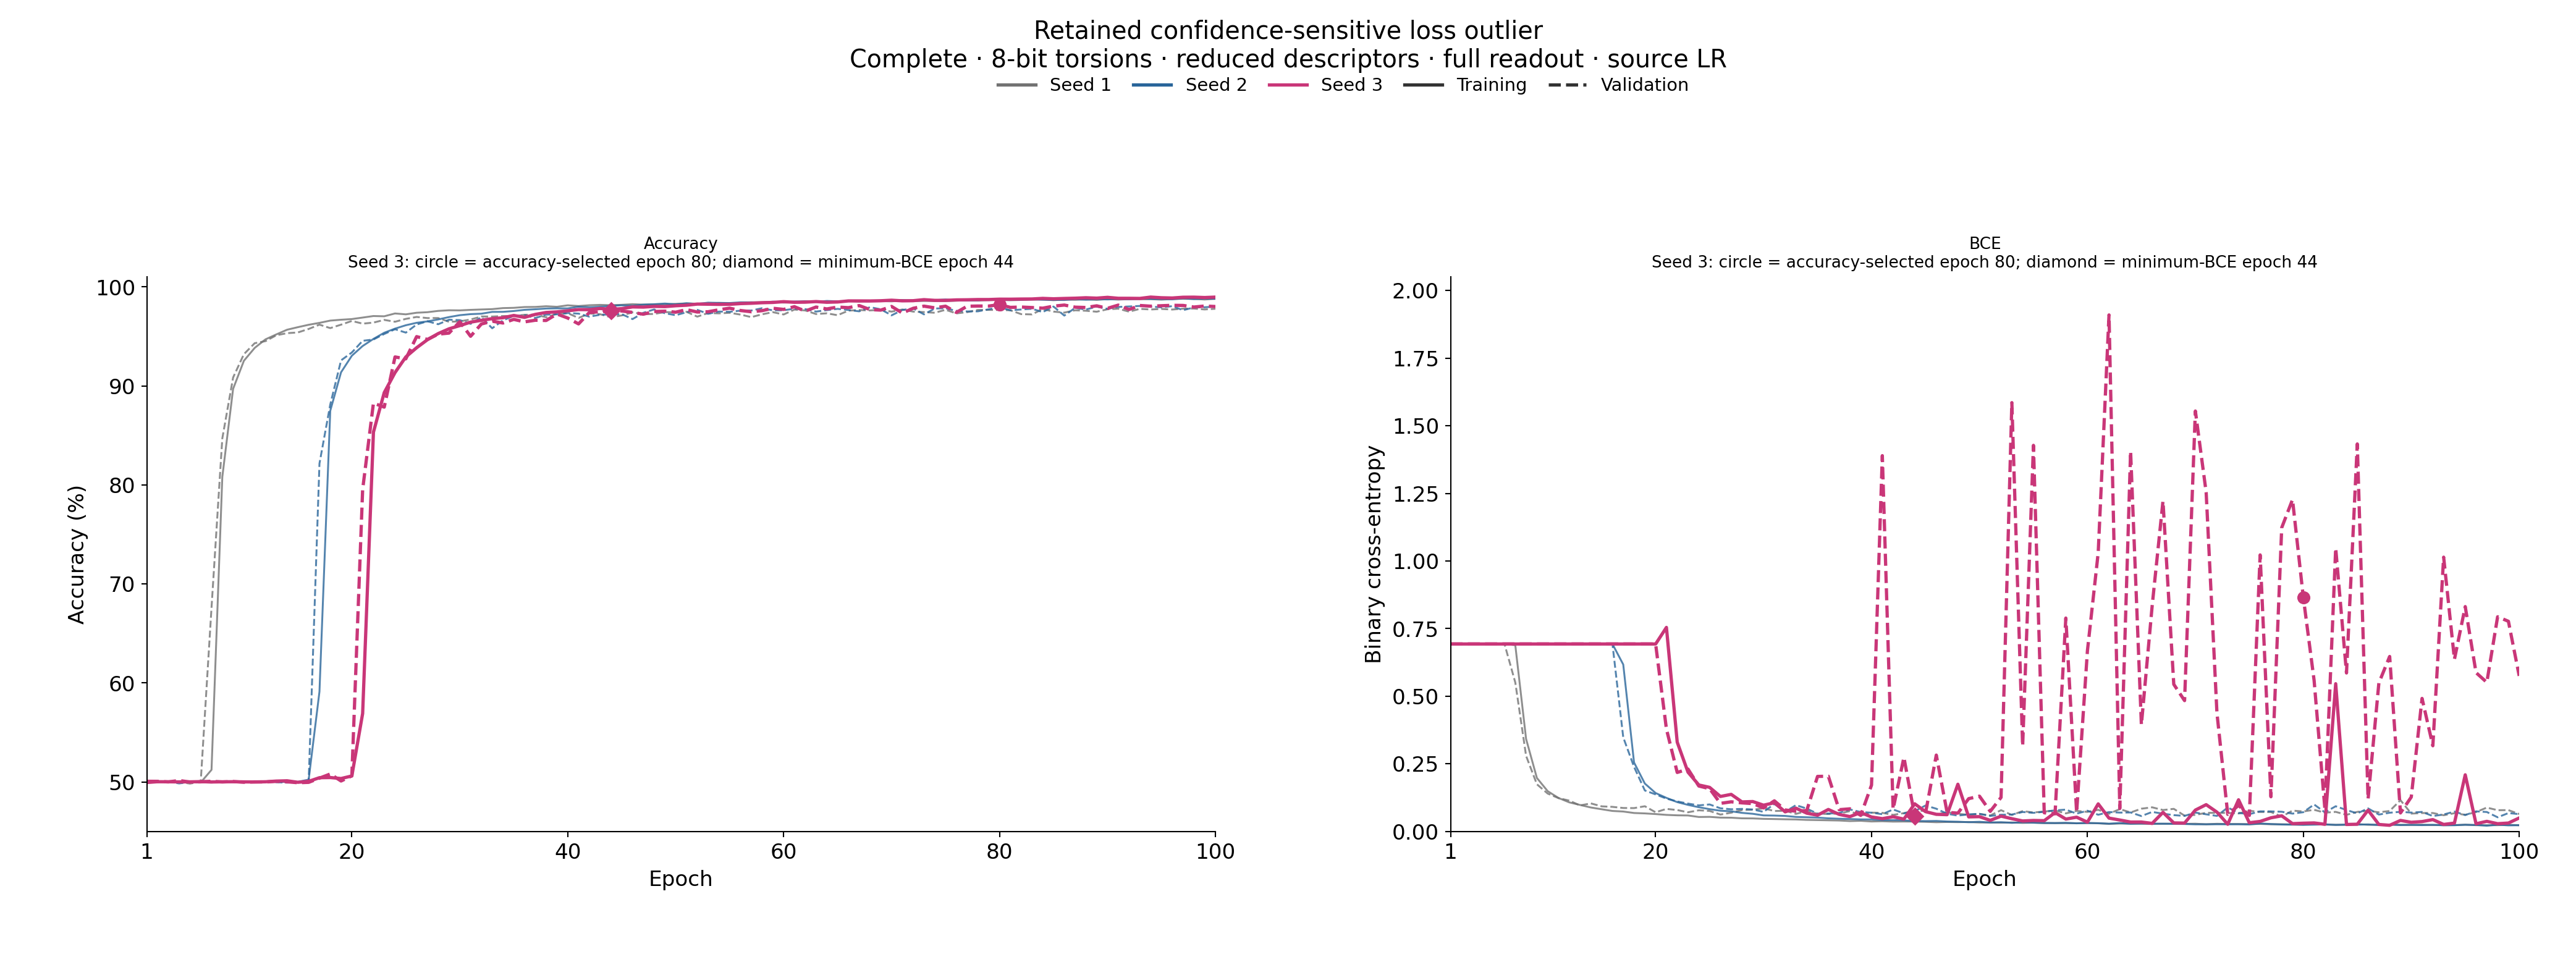 Retained confidence-sensitive loss outlier
Complete · 8-bit torsions · reduced descriptors · full readout · source LR
Seed 1 Seed 2 Seed 3 Training Validation
Accuracy
Seed 3: circle = accuracy-selected epoch 80; diamond = minimum-BCE epoch 44
100
90
80
70
60
50
Accuracy (%)
1 20 40 60 80 100
Epoch
BCE
Seed 3: circle = accuracy-selected epoch 80; diamond = minimum-BCE epoch 44
2.00
1.75
1.50
1.25
1.00
0.75
0.50
0.25
0.00
Binary cross-entropy
1 20 40 60 80 100
Epoch